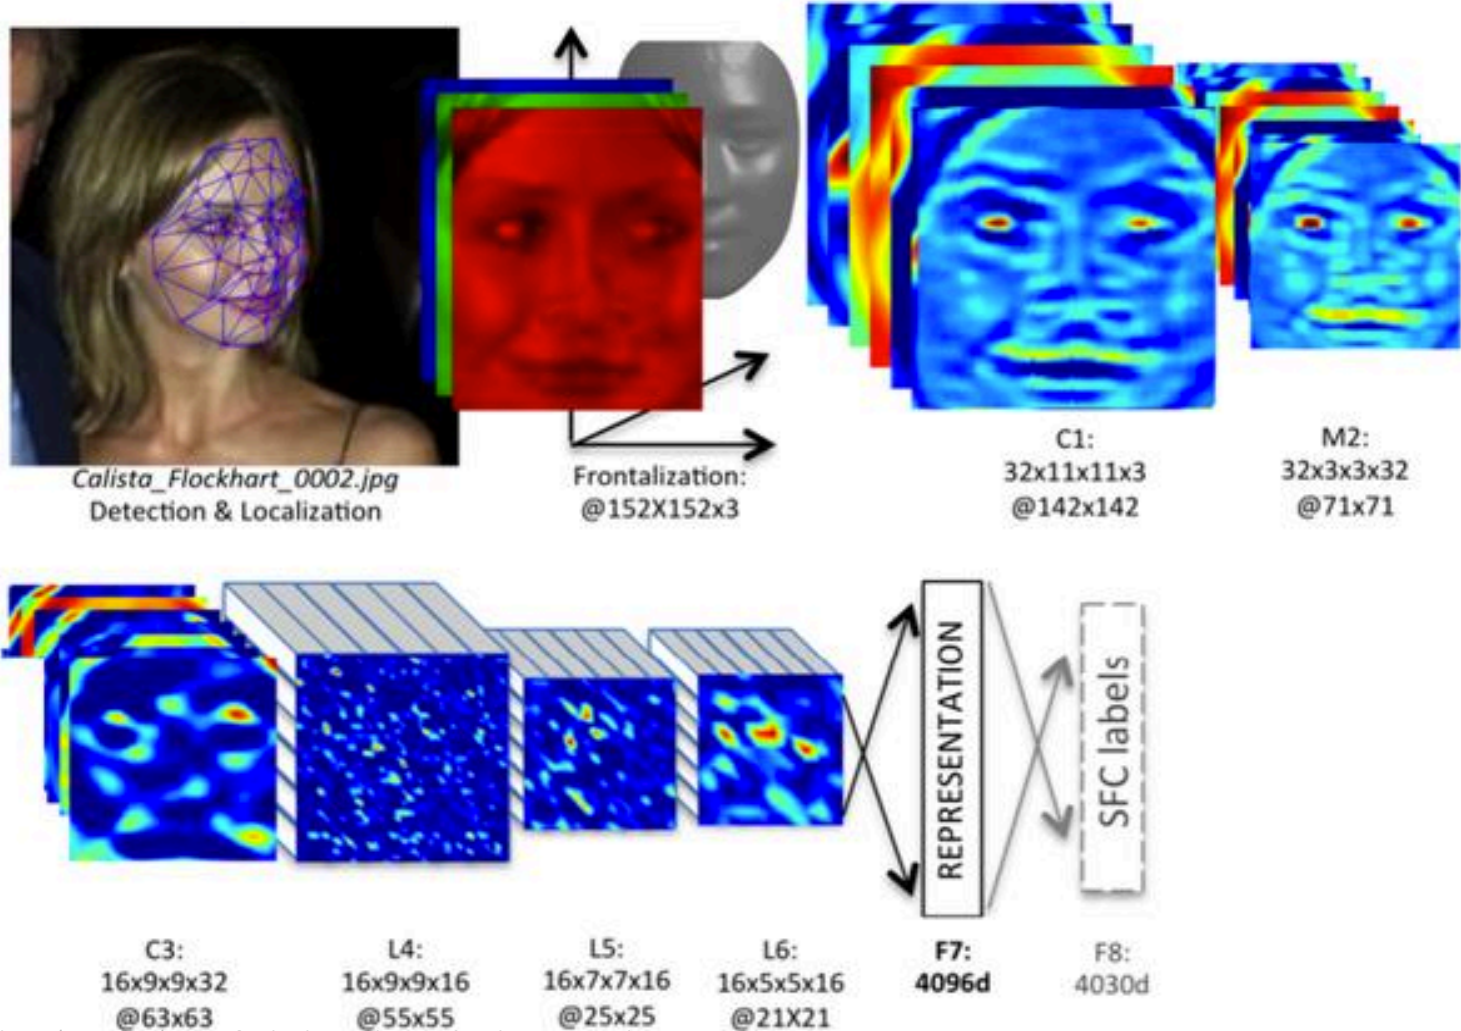 Calista_Flockhart_0002.jpg
Detection & Localization
Frontalization:
@152X152x3
C1:
32x11x11x3
@142x142
M2:
32x3x3x32
@71x71
REPRESENTATION
SFC labels
C3:
16x9x9x32
@63x63
L4:
16x9x9x16
@55x55
L5:
16x7x7x16
@25x25
L6:
16x5x5x16
@21X21
F7:
4096d
F8:
4030d